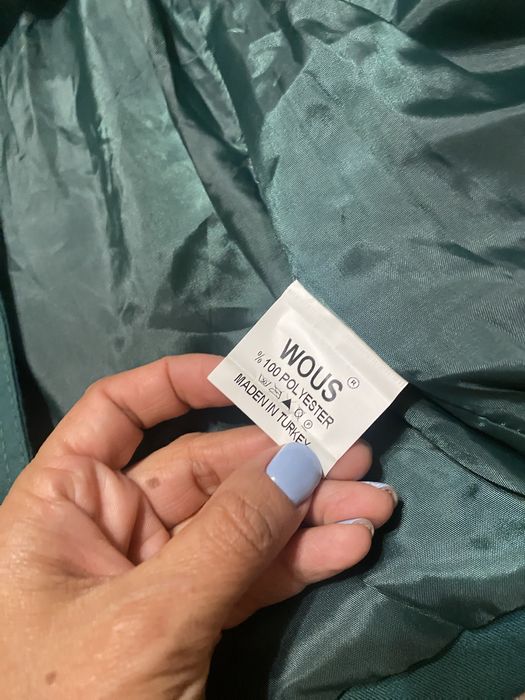 WOUS ®
% 100 POLYESTER
MADEN IN TURKEY